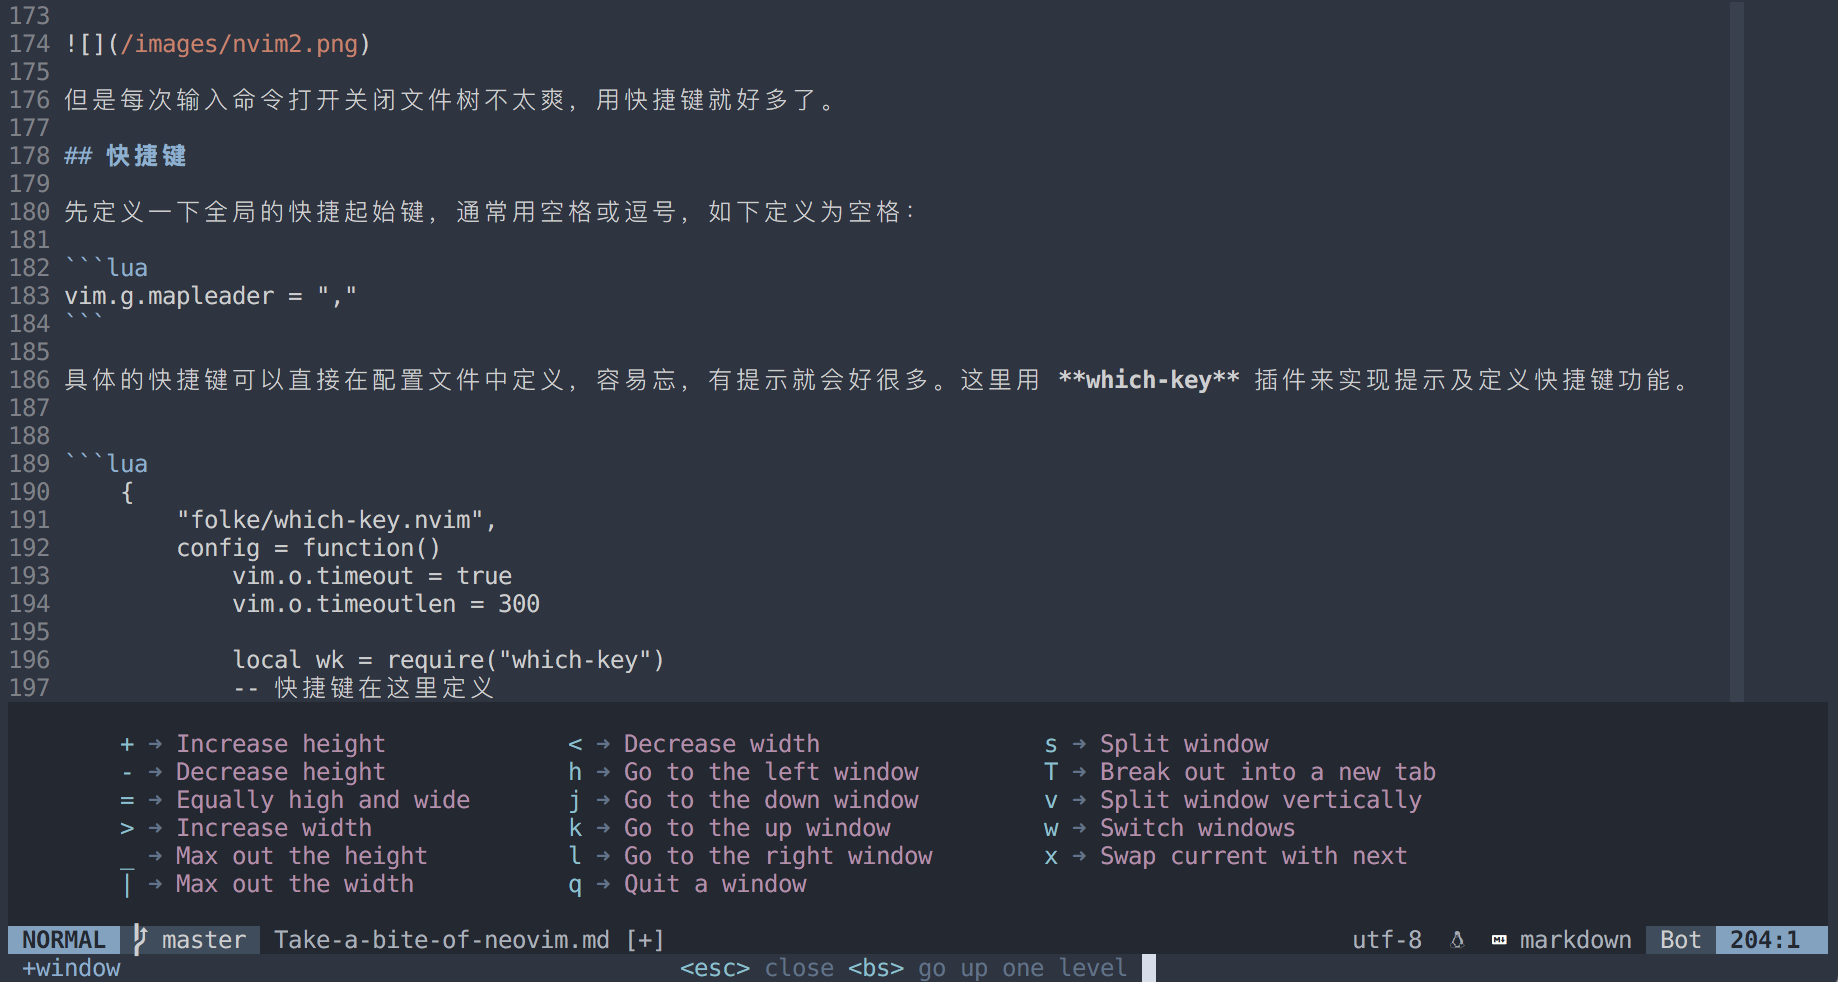 173
174 ![](/images/nvim2.png)
175
176 但是每次输入命令打开关闭文件树不太爽，用快捷键就好多了。
177
178 ## 快捷键
179
180 先定义一下全局的快捷起始键，通常用空格或逗号，如下定义为空格：
181
182 ```lua
183 vim.g.mapleader = ","
184 ```
185
186 具体的快捷键可以直接在配置文件中定义，容易忘，有提示就会好很多。这里用 **which-key** 插件来实现提示及定义快捷键功能。
187
188
189 ```lua
190     {
191         "folke/which-key.nvim",
192         config = function()
193             vim.o.timeout = true
194             vim.o.timeoutlen = 300
195
196             local wk = require("which-key")
197             -- 快捷键在这里定义
+ → Increase height < → Decrease width s → Split window
- → Decrease height h → Go to the left window T → Break out into a new tab
= → Equally high and wide j → Go to the down window v → Split window vertically
> → Increase width k → Go to the up window w → Switch windows
_ → Max out the height l → Go to the right window x → Swap current with next
| → Max out the width q → Quit a window
NORMAL master Take-a-bite-of-neovim.md [+] utf-8 markdown Bot 204:1
+window <esc> close <bs> go up one level